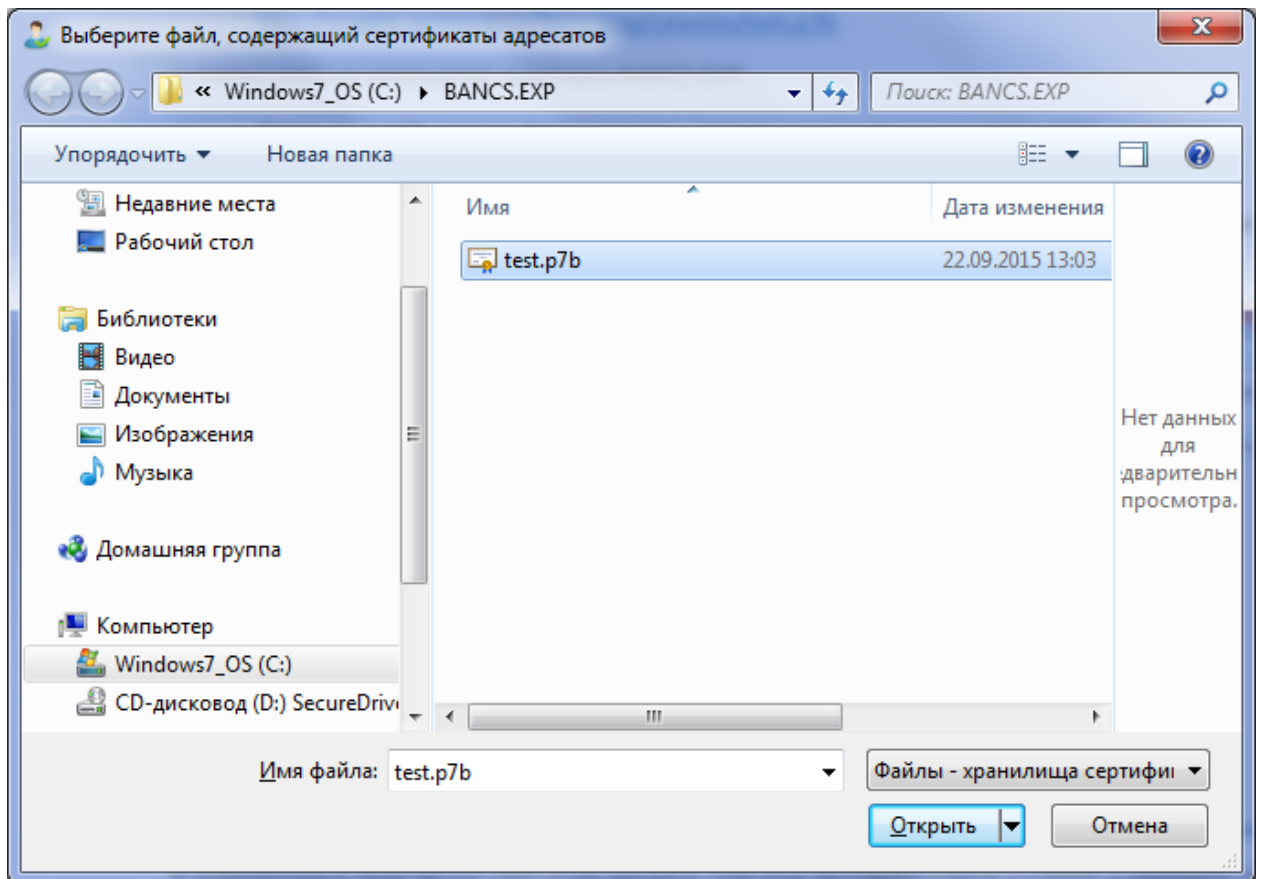 Выберите файл, содержащий сертификаты адресатов
« Windows7_OS (C:) BANCS.EXP
Поиск: BANCS.EXP
Упорядочить Новая папка
Недавние места
Рабочий стол
Библиотеки
Видео
Документы
Изображения
Музыка
Домашняя группа
Компьютер
Windows7_OS (C:)
CD-дисковод (D:) SecureDriv
Имя Дата изменения
test.p7b 22.09.2015 13:03
Нет данных
для
дварительн
просмотра.
Имя файла: test.p7b
Файлы - хранилища сертифи
Открыть Отмена